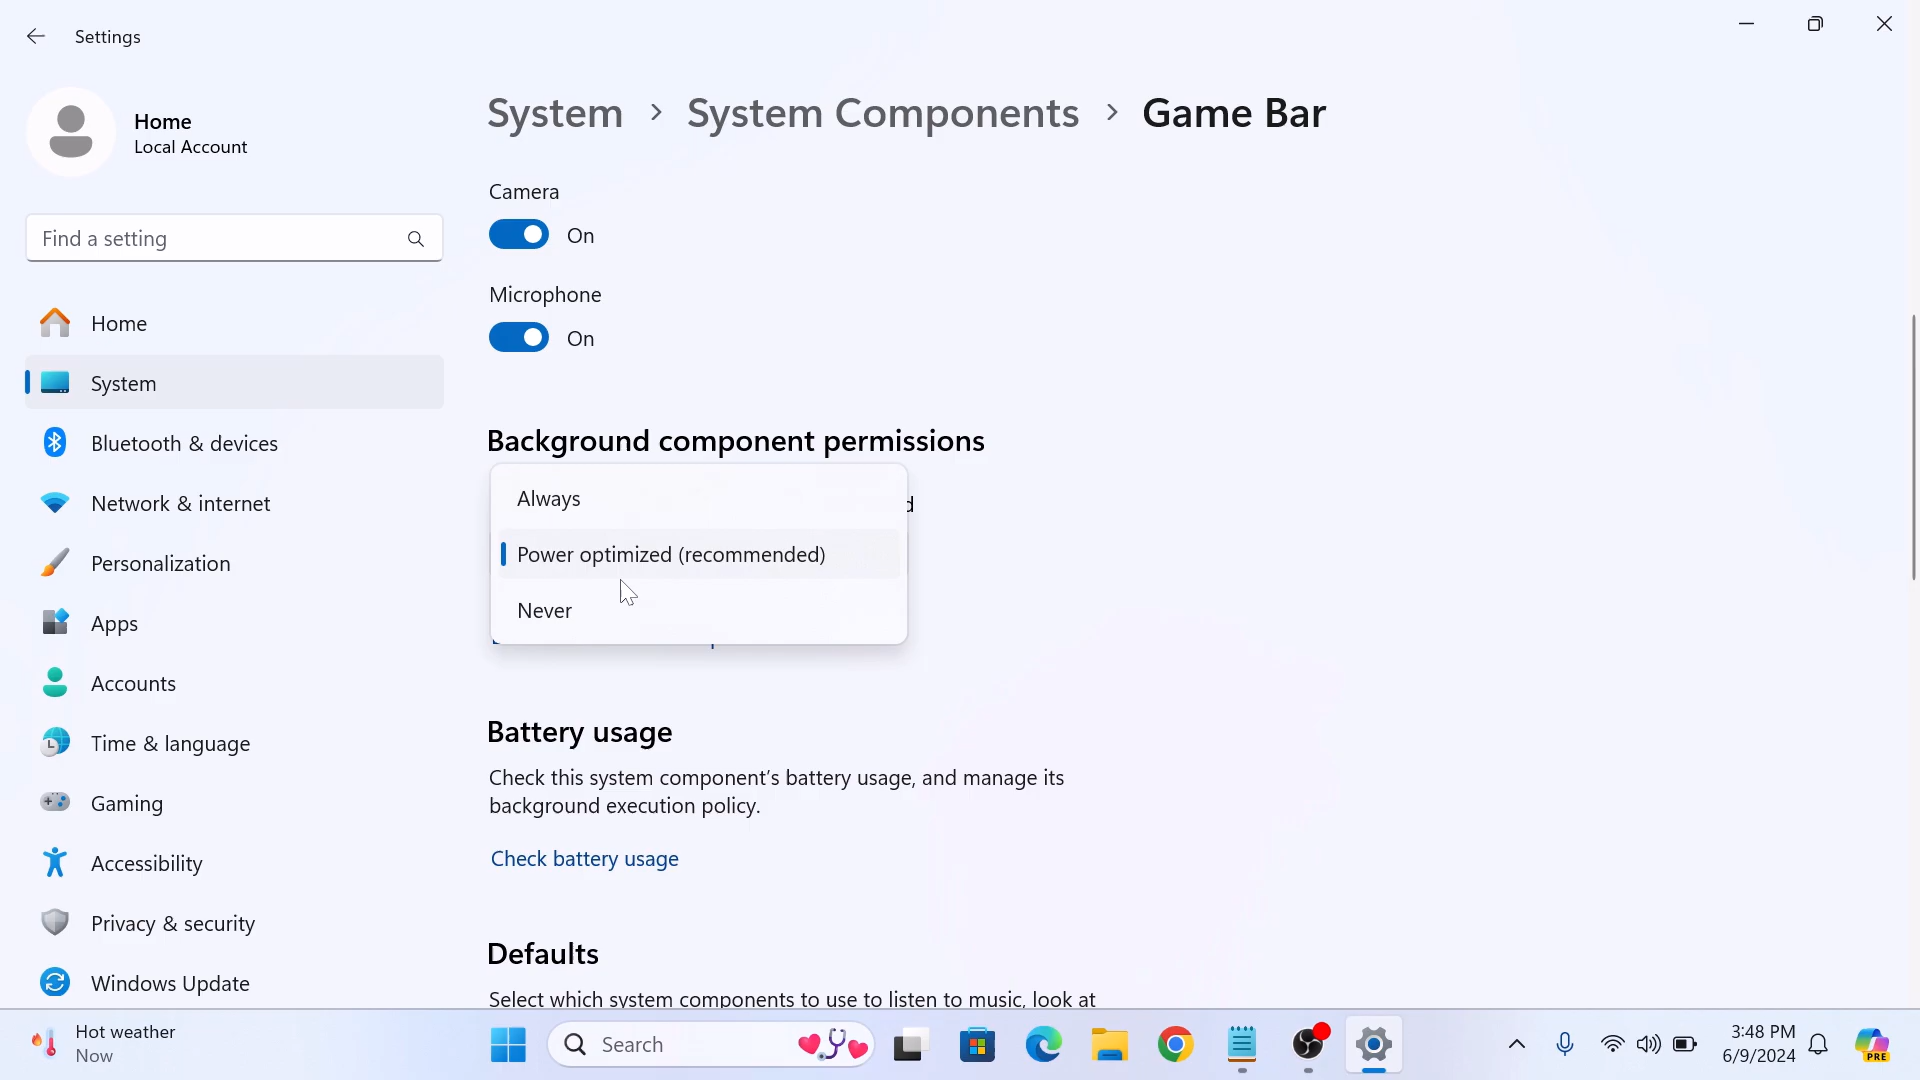 Settings
Home
Local Account
Find a setting
Home
System
Bluetooth & devices
Network & internet
Personalization
Apps
Accounts
Time & language
Gaming
Accessibility
Privacy & security
Windows Update
System > System Components > Game Bar
Camera
On
Microphone
On
Background component permissions
Always
Power optimized (recommended)
Never
Battery usage
Check this system component's battery usage, and manage its
background execution policy.
Check battery usage
Defaults
Select which system components to use to listen to music, look at
Hot weather
Now
Search
3:48 PM
6/9/2024
PRE